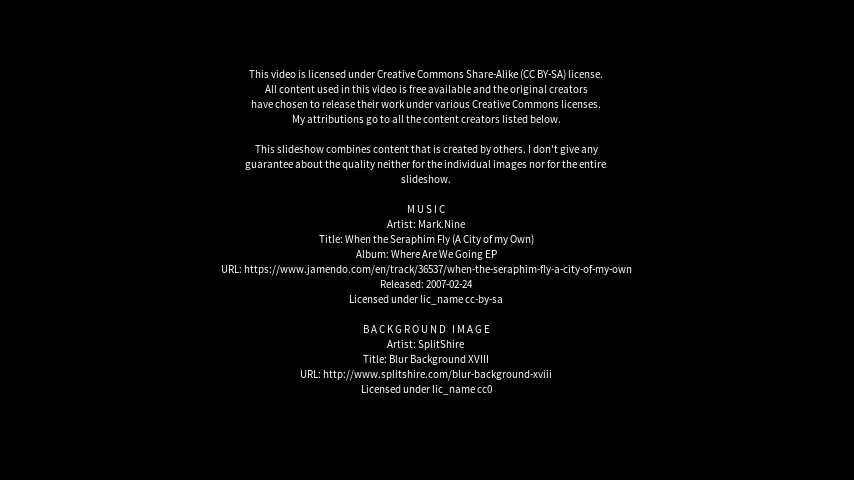 This video is licensed under Creative Commons Share-Alike (CC BY-SA) license.
All content used in this video is free available and the original creators
have chosen to release their work under various Creative Commons licenses.
My attributions go to all the content creators listed below.
This slideshow combines content that is created by others. I don't give any
guarantee about the quality neither for the individual images nor for the entire
slideshow.
MUSIC
Artist: Mark.Nine
Title: When the Seraphim Fly (A City of my Own)
Album: Where Are We Going EP
URL: https://www.jamendo.com/en/track/36537/when-the-seraphim-fly-a-city-of-my-own
Released: 2007-02-24
Licensed under lic_name cc-by-sa
BACKGROUND IMAGE
Artist: SplitShire
Title: Blur Background XVIII
URL: http://www.splitshire.com/blur-background-xviii
Licensed under lic_name cc0